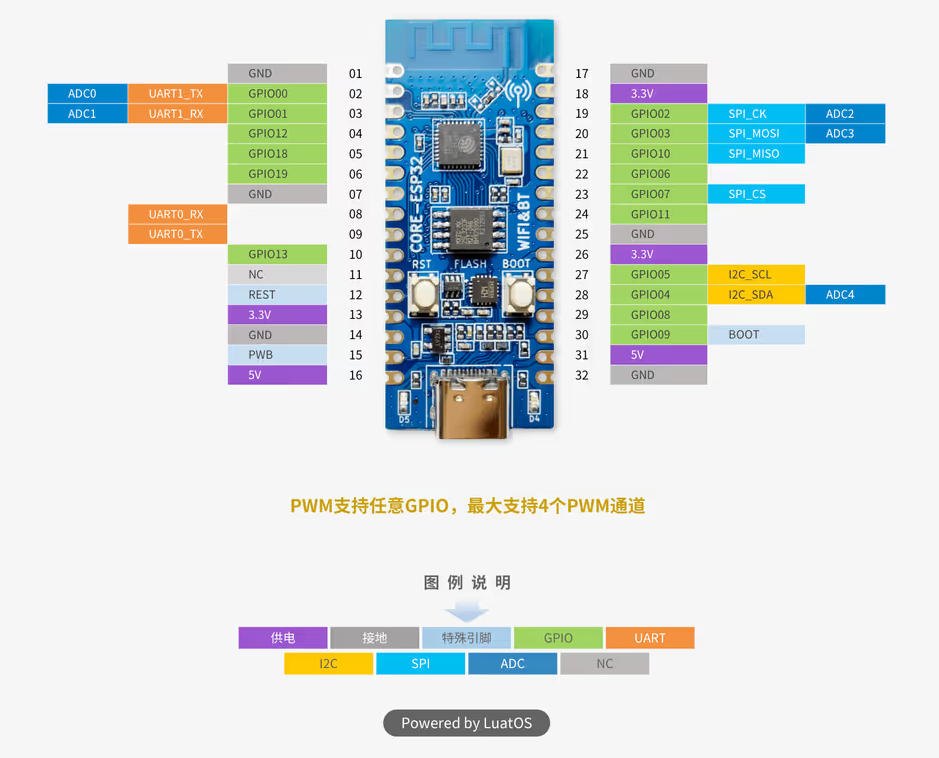 GND 01 17 GND
ADC0 UART1_TX GPIO00 02 18 3.3V
ADC1 UART1_RX GPIO01 03 19 GPIO02 SPI_CK ADC2
GPIO12 04 20 GPIO03 SPI_MOSI ADC3
GPIO18 05 21 GPIO10 SPI_MISO
GPIO19 06 22 GPIO06
GND 07 23 GPIO07 SPI_CS
UART0_RX 08 24 GPIO11
UART0_TX 09 25 GND
GPIO13 10 26 3.3V
NC 11 27 GPIO05 I2C_SCL
REST 12 28 GPIO04 I2C_SDA ADC4
3.3V 13 29 GPIO08
GND 14 30 GPIO09 BOOT
PWB 15 31 5V
5V 16 32 GND
CORE-ESP32
WIFI&BT
RST FLASH BOOT
D5 D4
PWM支持任意GPIO，最大支持4个PWM通道
图例说明
供电 接地 特殊引脚 GPIO UART
I2C SPI ADC NC
Powered by LuatOS